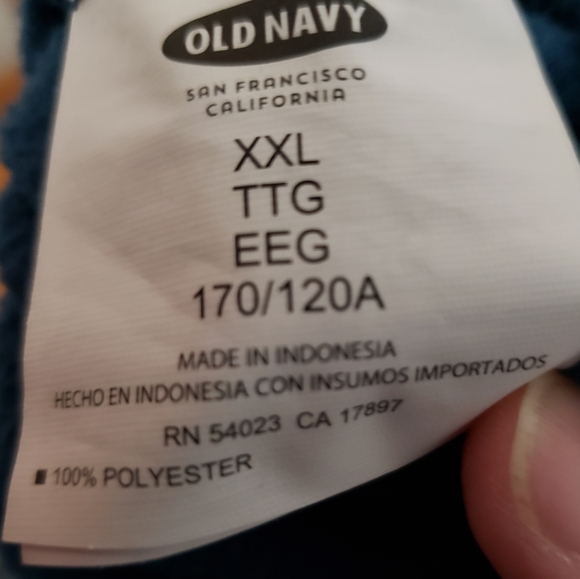 OLD NAVY
SAN FRANCISCO
CALIFORNIA
XXL
TTG
EEG
170/120A
MADE IN INDONESIA
HECHO EN INDONESIA CON INSUMOS IMPORTADOS
RN 54023 CA 17897
100% POLYESTER